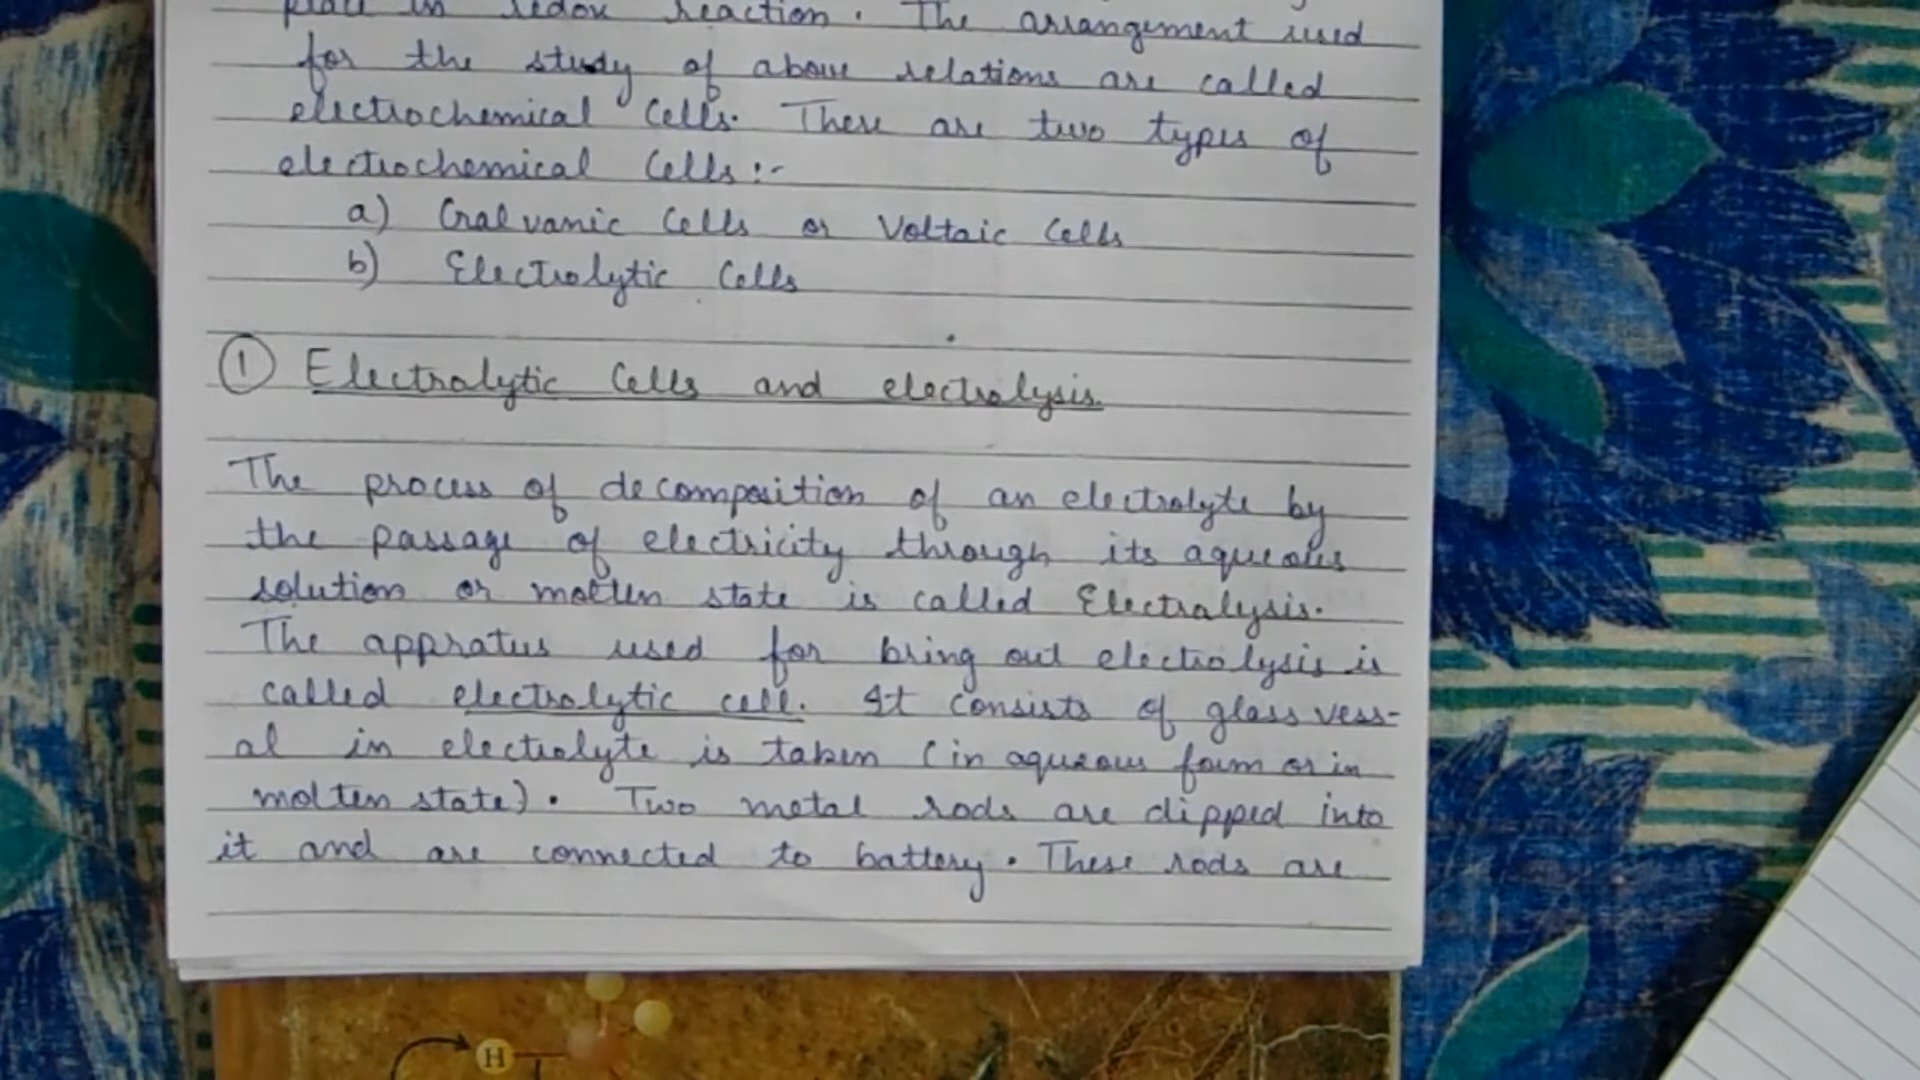 place in redox reaction. The arrangement used
for the study of above relations are called
electrochemical cells. There are two types of
electrochemical cells:-
a) Gralvanic cells or Voltaic cells
b) Electrolytic cells
1 Electrolytic cells and electrolysis.
The process of decomposition of an electrolyte by
the passage of electricity through its aqueous
solution or molten state is called Electrolysis.
The appratus used for bring out electrolysis is
called electrolytic cell. It consists of glass vess-
al in electrolyte is taken (in aqueous form or in
molten state). Two metal rods are dipped into
it and are connected to battery. These rods are
H